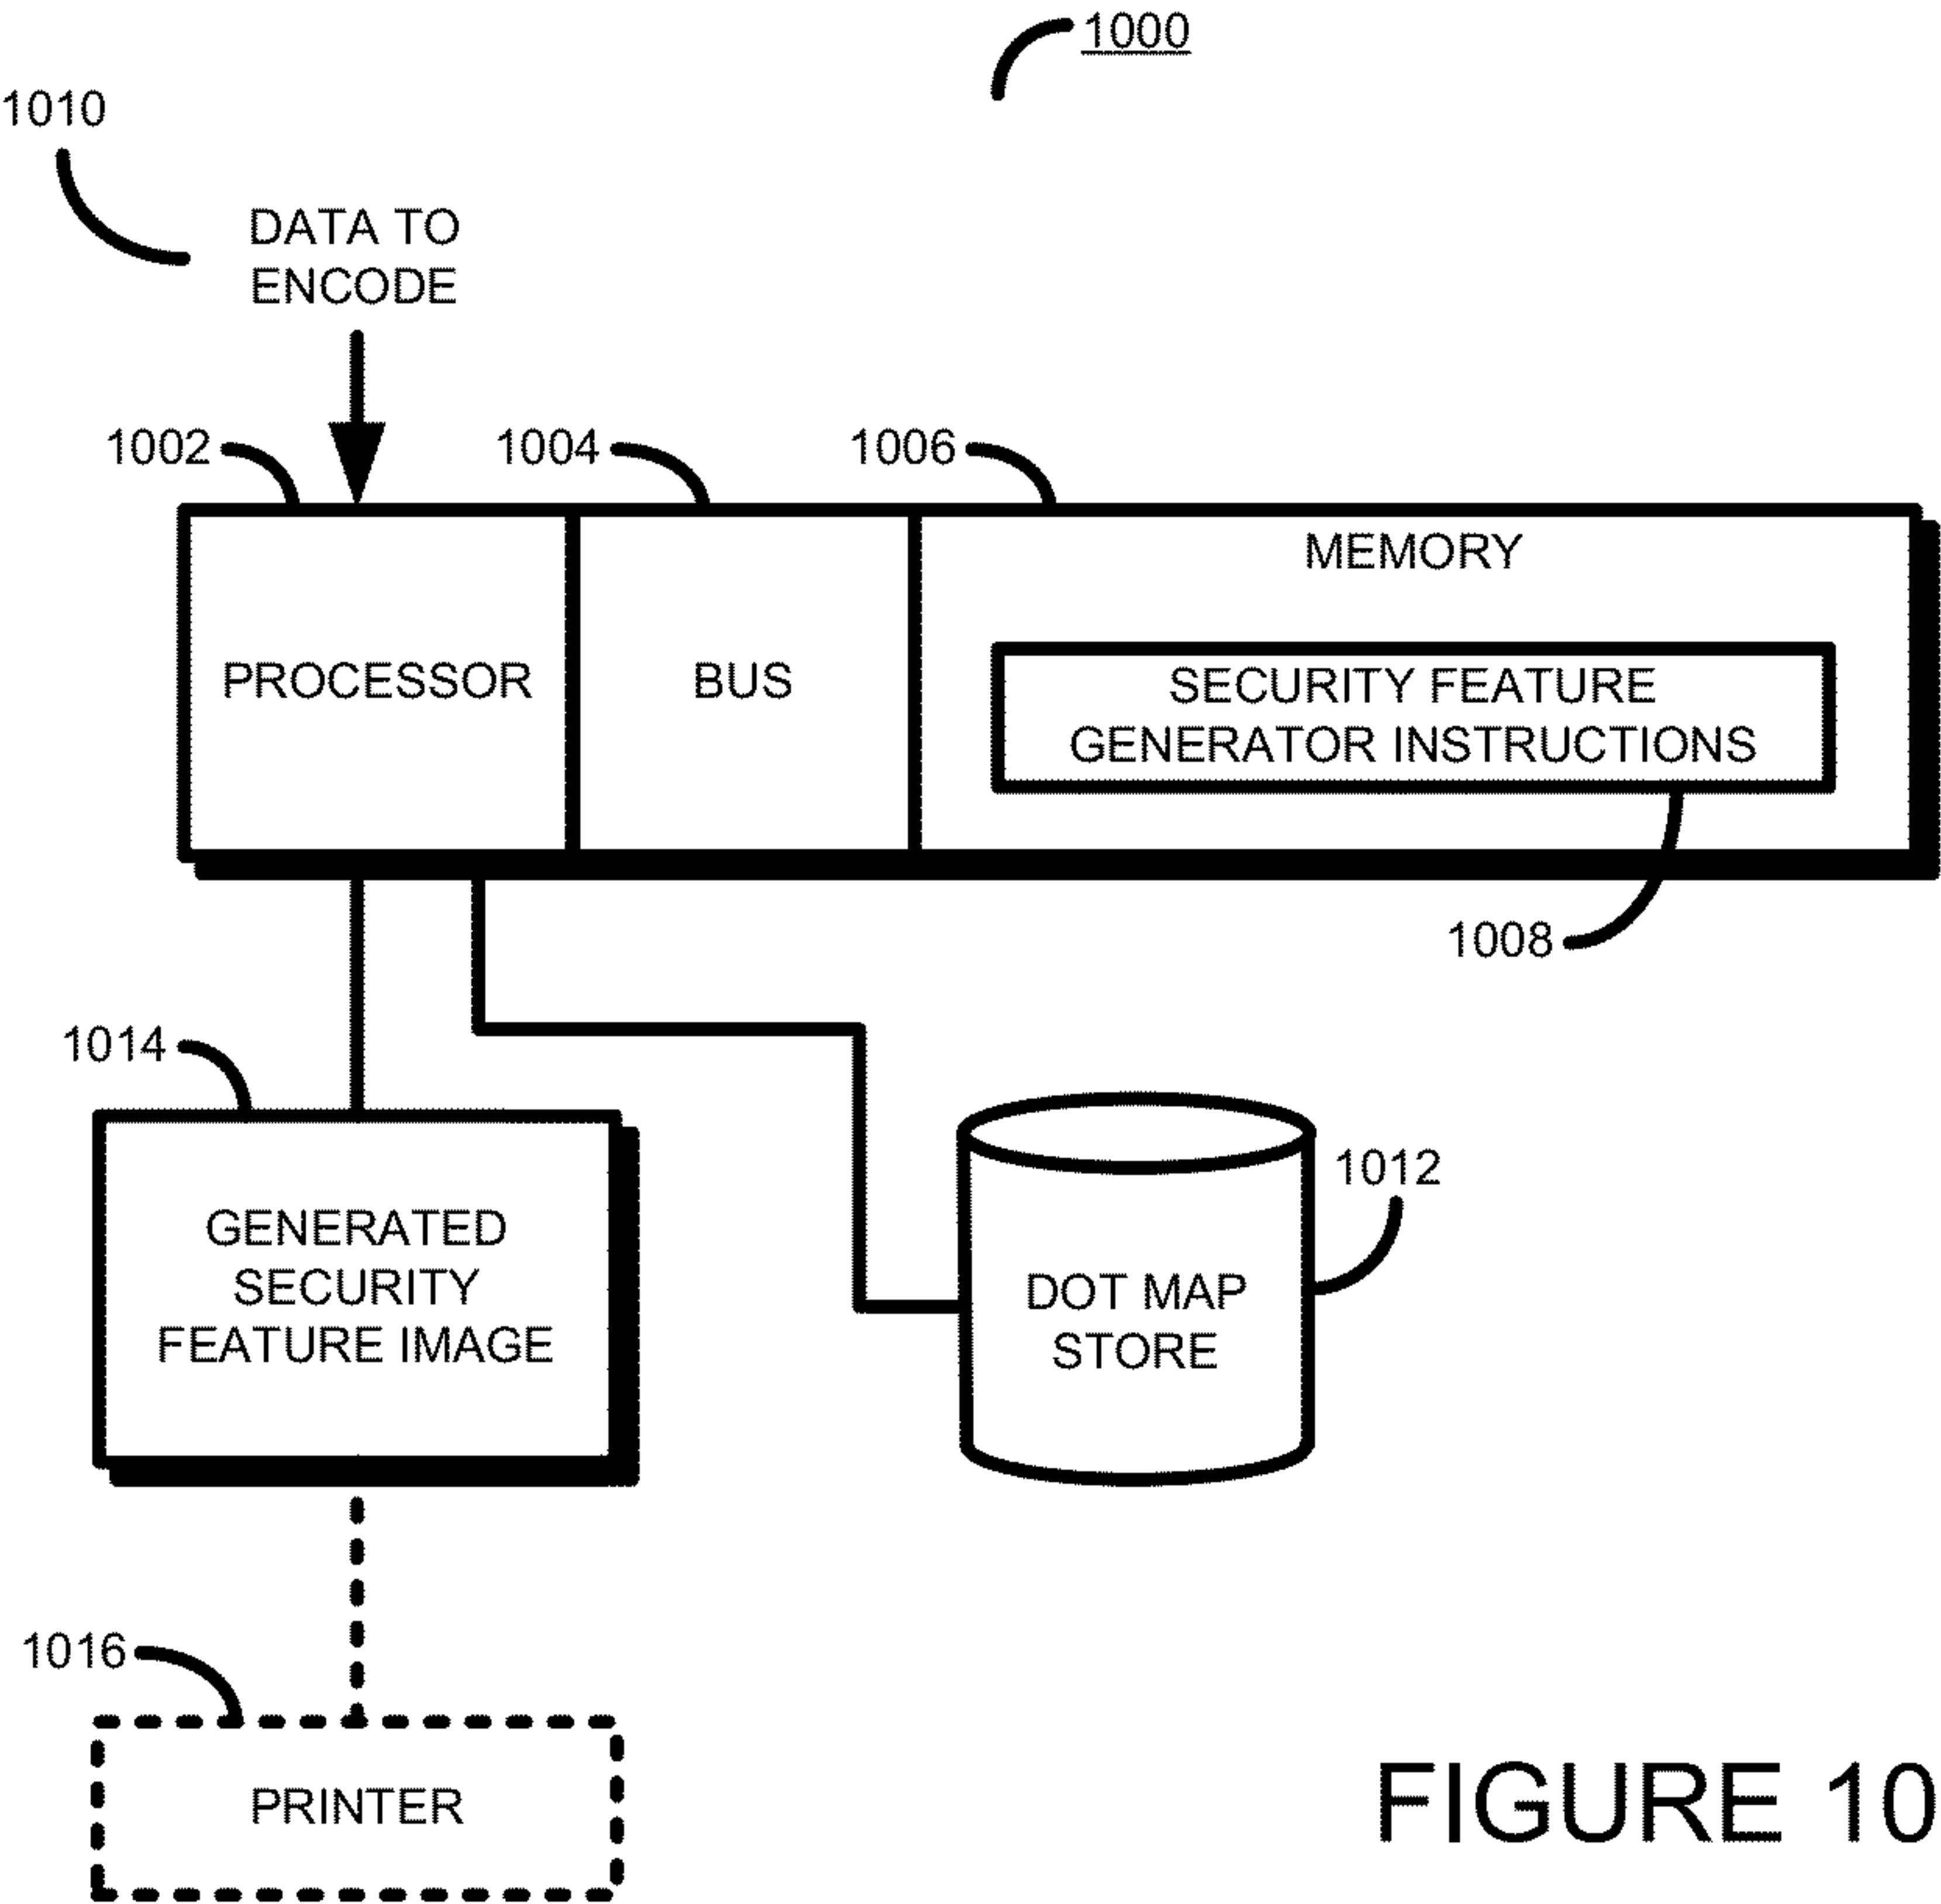 1000
1010
DATA TO
ENCODE
1002
1004
1006
MEMORY
PROCESSOR
BUS
SECURITY FEATURE
GENERATOR INSTRUCTIONS
1008
1014
1012
GENERATED
SECURITY
FEATURE IMAGE
DOT MAP
STORE
1016
PRINTER
FIGURE 10